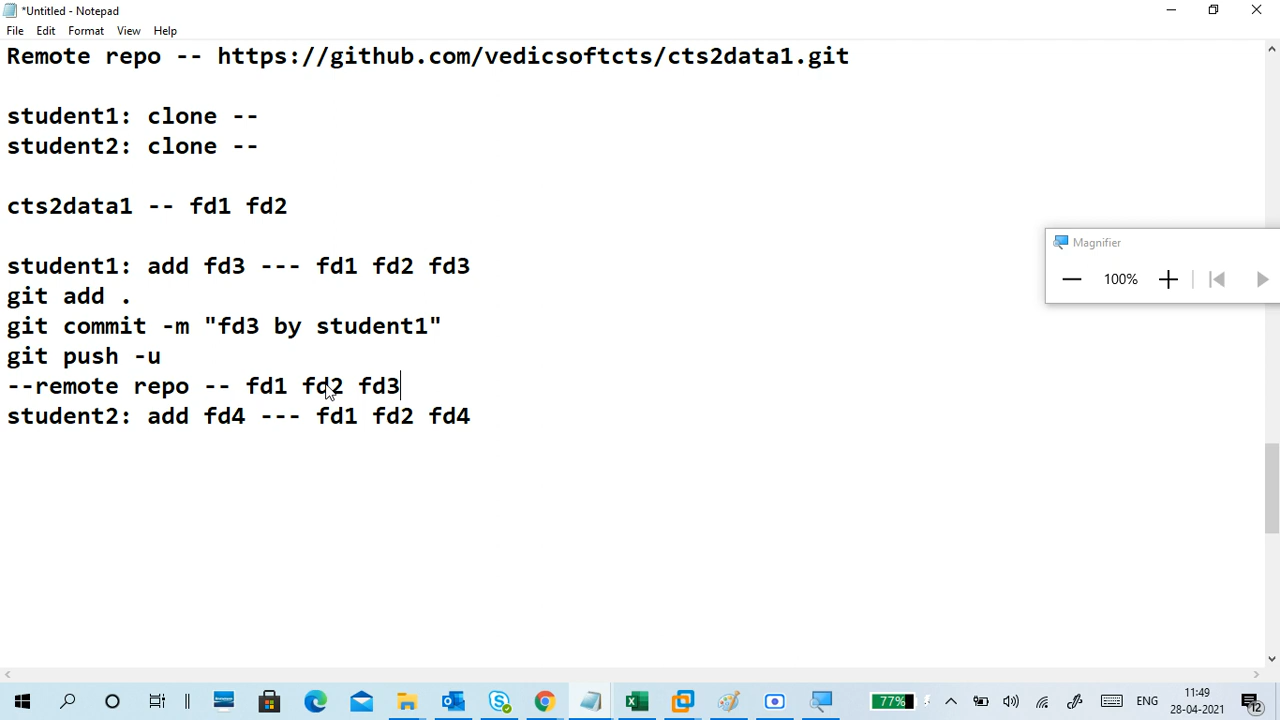 *Untitled - Notepad
File Edit Format View Help
Remote repo -- https://github.com/vedicsoftcts/cts2data1.git
student1: clone --
student2: clone --
cts2data1 -- fd1 fd2
student1: add fd3 --- fd1 fd2 fd3
git add .
git commit -m "fd3 by student1"
git push -u
--remote repo -- fd1 fd2 fd3
student2: add fd4 --- fd1 fd2 fd4
Magnifier
100%
77%
ENG
11:49
28-04-2021
12